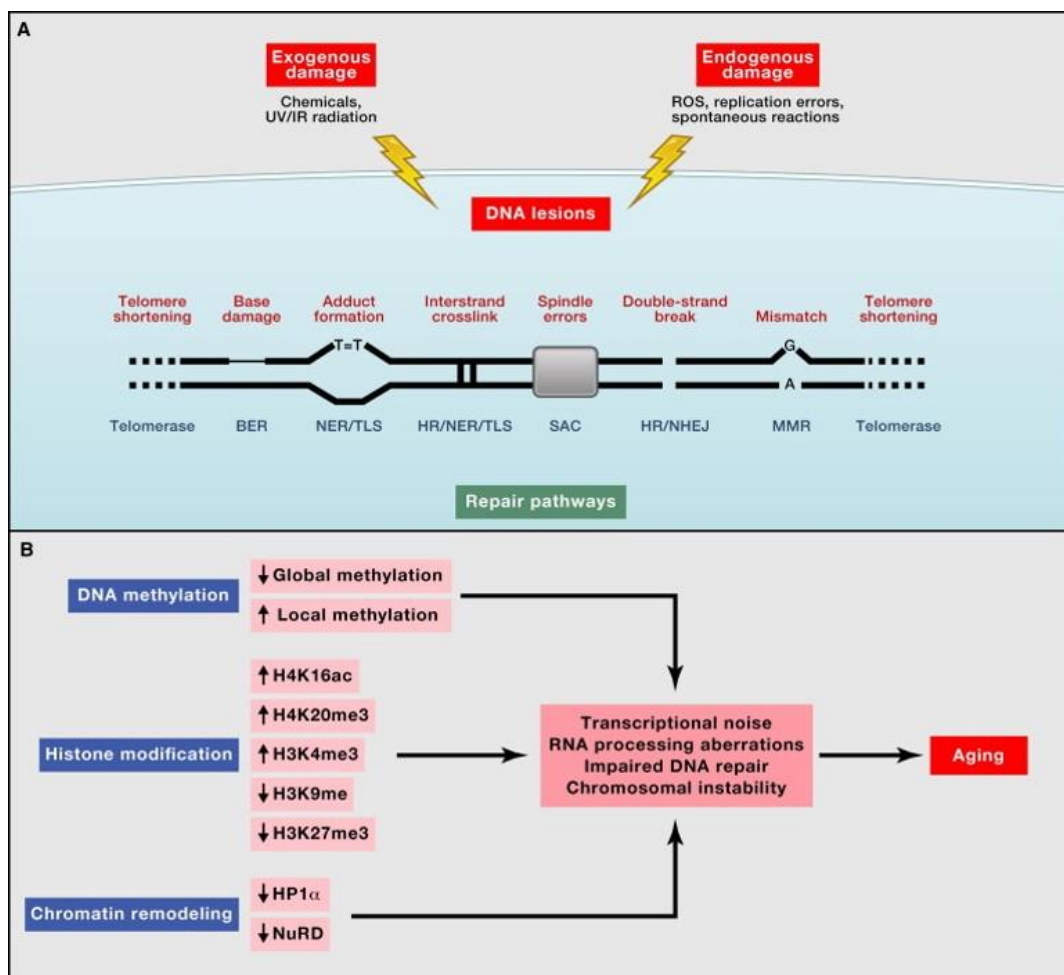 A
Exogenous
damage
Chemicals,
UV/IR radiation
Endogenous
damage
ROS, replication errors,
spontaneous reactions
DNA lesions
Telomere
shortening
Base
damage
Adduct
formation
Interstrand
crosslink
Spindle
errors
Double-strand
break
Mismatch
Telomere
shortening
T=T
G
A
Telomerase
BER
NER/TLS
HR/NER/TLS
SAC
HR/NHEJ
MMR
Telomerase
Repair pathways
B
DNA methylation
↓Global methylation
↑ Local methylation
Histone modification
↑H4K16ac
↑H4K20me3
↑H3K4me3
↓H3K9me
↓H3K27me3
Chromatin remodeling
↓HP1α
↓NuRD
Transcriptional noise
RNA processing aberrations
Impaired DNA repair
Chromosomal instability
Aging